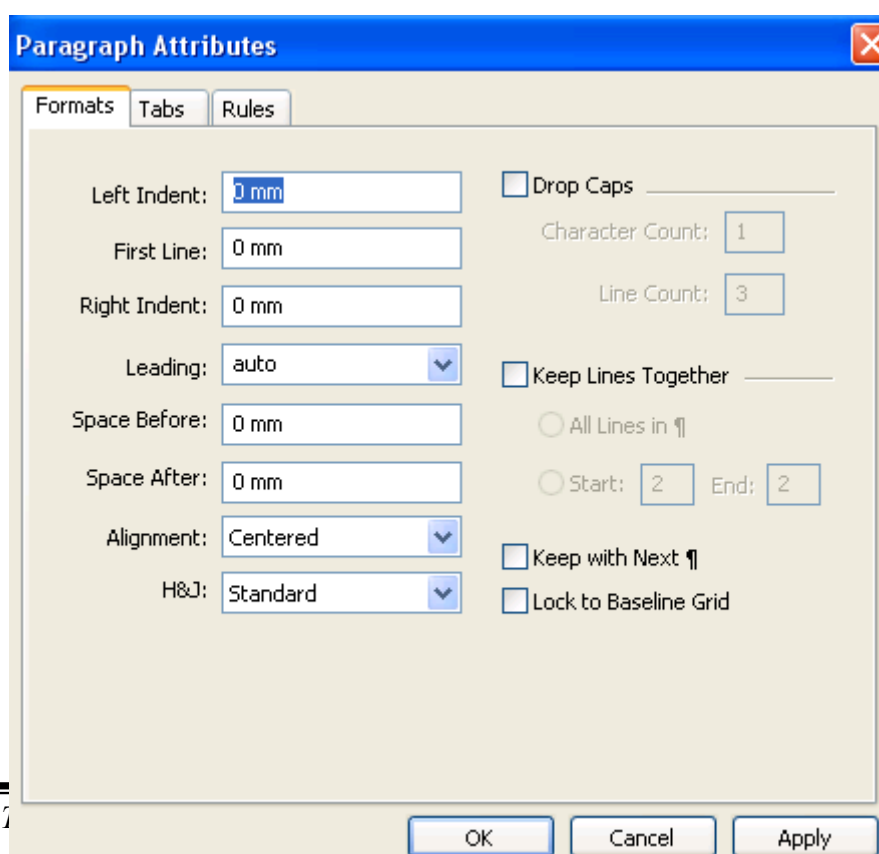 Paragraph Attributes
Formats Tabs Rules
Left Indent: 0 mm
First Line: 0 mm
Right Indent: 0 mm
Leading: auto
Space Before: 0 mm
Space After: 0 mm
Alignment: Centered
H&J: Standard
Drop Caps
Character Count: 1
Line Count: 3
Keep Lines Together
All Lines in ¶
Start: 2 End: 2
Keep with Next ¶
Lock to Baseline Grid
OK Cancel Apply